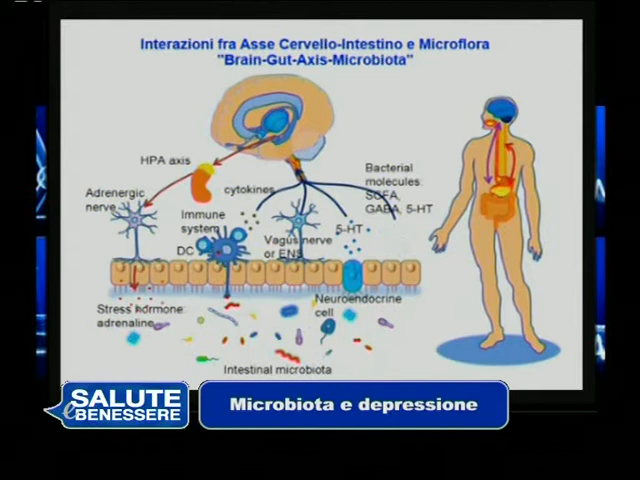 Interazioni fra Asse Cervello-Intestino e Microflora
"Brain-Gut-Axis-Microbiota"
HPA axis
Adrenergic
nerve
cytokines
Bacterial
molecules:
SCFA,
GABA, 5-HT
Immune
system
5-HT
DC
Vagus nerve
or ENS
Stress hormone:
adrenaline
Neuroendocrine
cell
Intestinal microbiota
SALUTE
e BENESSERE
Microbiota e depressione